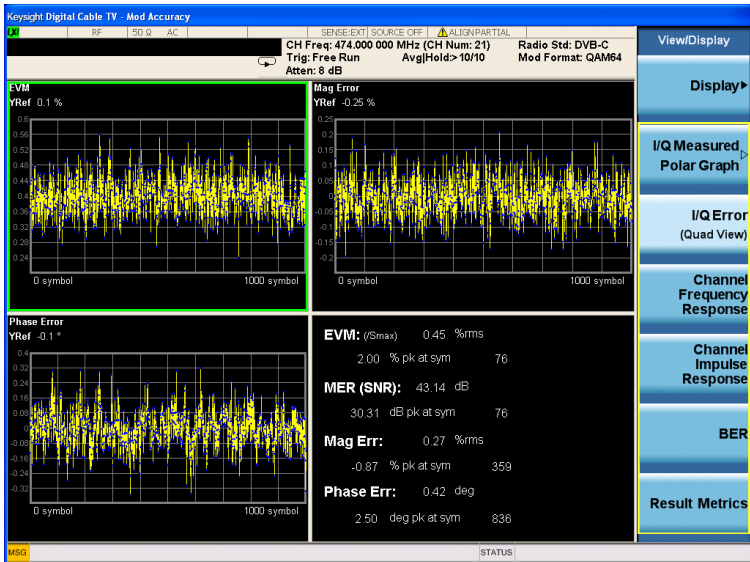 Keysight Digital Cable TV - Mod Accuracy
LXI RF 50 Ω AC SENSE:EXT SOURCE OFF ALIGN PARTIAL
CH Freq: 474.000 000 MHz (CH Num: 21) Radio Std: DVB-C
Trig: Free Run Avg|Hold:> 10/10 Mod Format: QAM64
Atten: 8 dB
View/Display
Display
I/Q Measured
Polar Graph
I/Q Error
(Quad View)
Channel
Frequency
Response
Channel
Impulse
Response
BER
Result Metrics
EVM
YRef 0.1 %
0.6
0.56
0.52
0.48
0.44
0.4
0.36
0.32
0.28
0.24
0 symbol 1000 symbol
Mag Error
YRef -0.25 %
0.25
0.2
0.15
0.1
0.05
0
-0.05
-0.1
-0.15
-0.2
0 symbol 1000 symbol
Phase Error
YRef -0.1 °
0.4
0.32
0.24
0.16
0.08
0
-0.08
-0.16
-0.24
-0.32
0 symbol 1000 symbol
EVM: (/Smax) 0.45 %rms
2.00 % pk at sym 76
MER (SNR): 43.14 dB
30.31 dB pk at sym 76
Mag Err: 0.27 %rms
-0.87 % pk at sym 359
Phase Err: 0.42 deg
2.50 deg pk at sym 836
MSG STATUS